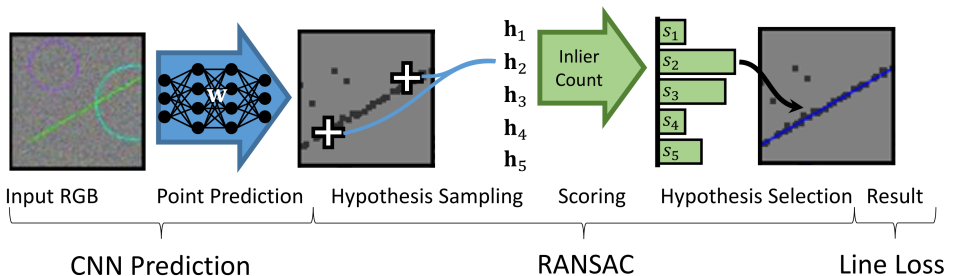 w
h1
h2
h3
h4
h5
Inlier
Count
s1
s2
s3
s4
s5
Input RGB Point Prediction Hypothesis Sampling Scoring Hypothesis Selection Result
CNN Prediction RANSAC Line Loss